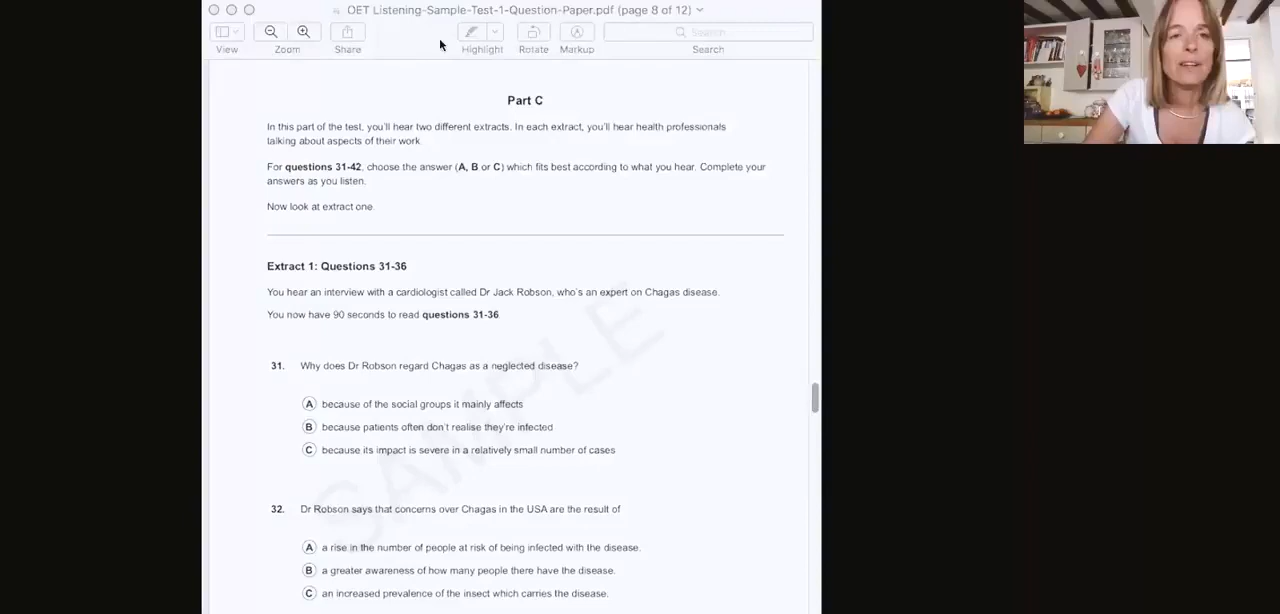 OET Listening-Sample-Test-1-Question-Paper.pdf (page 8 of 12)
Search
View
Zoom
Share
Highlight
Rotate
Markup
Search
Part C
In this part of the test, you'll hear two different extracts. In each extract, you'll hear health professionals
talking about aspects of their work.
For questions 31-42, choose the answer (A, B or C) which fits best according to what you hear. Complete your
answers as you listen.
Now look at extract one.
Extract 1: Questions 31-36
You hear an interview with a cardiologist called Dr Jack Robson, who's an expert on Chagas disease.
You now have 90 seconds to read questions 31-36
31. Why does Dr Robson regard Chagas as a neglected disease?
A because of the social groups it mainly affects
B because patients often don't realise they're infected
C because its impact is severe in a relatively small number of cases
32. Dr Robson says that concerns over Chagas in the USA are the result of
A a rise in the number of people at risk of being infected with the disease.
B a greater awareness of how many people there have the disease.
C an increased prevalence of the insect which carries the disease.
SAMPLE